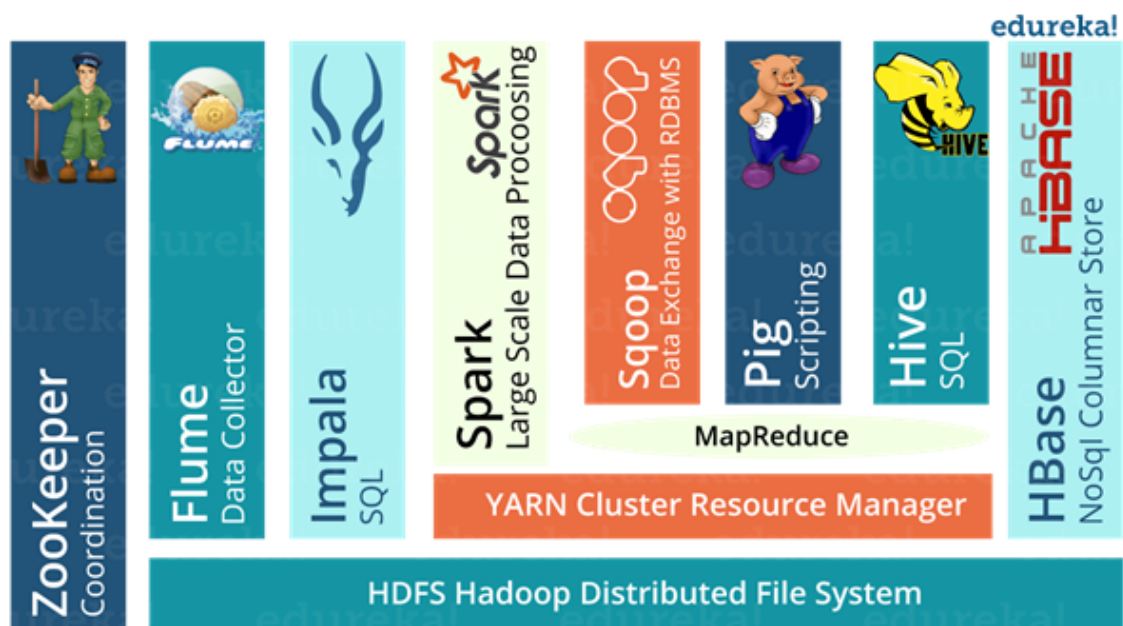 edureka!
ZooKeeper
Coordination
FLUME
Flume
Data Collector
Impala
SQL
Spark
Spark
Large Scale Data Procoosing
sqoop
Sqoop
Data Exchange with RDBMS
Pig
Scripting
HIVE
Hive
SQL
APACHE
HBASE
HBase
NoSql Columnar Store
MapReduce
YARN Cluster Resource Manager
HDFS Hadoop Distributed File System